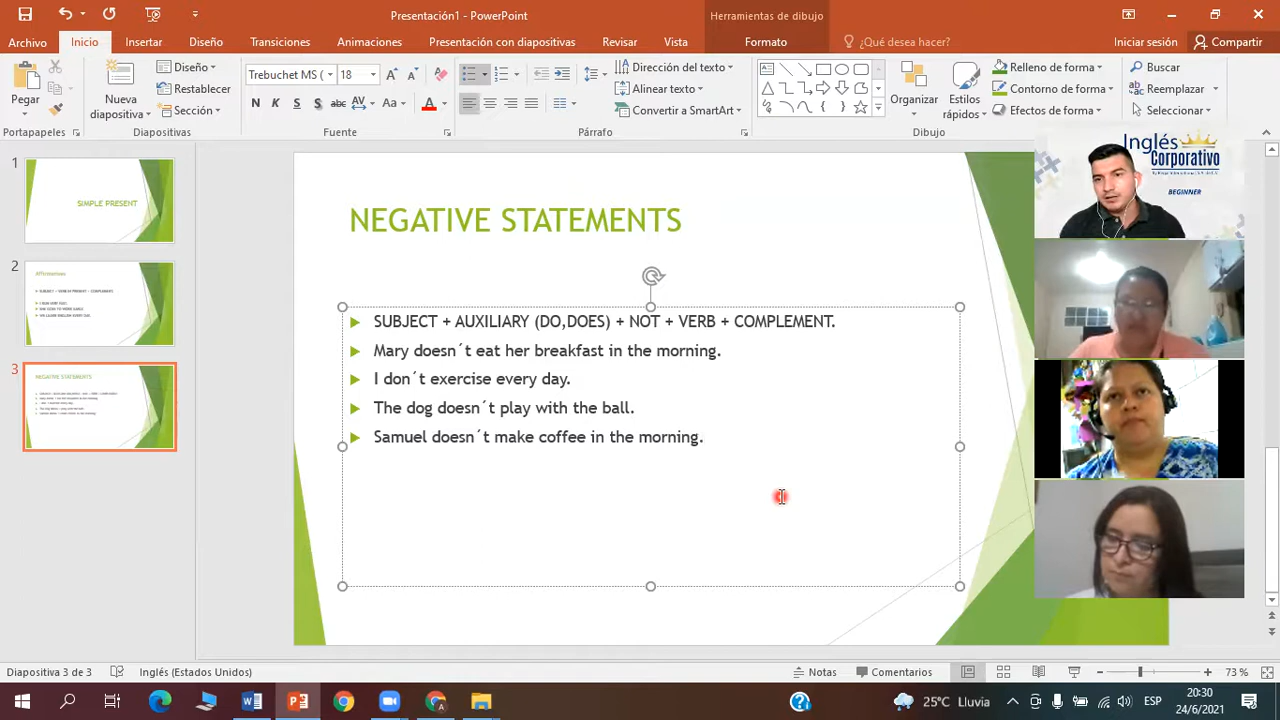 Presentación1 - PowerPoint
Herramientas de dibujo
Archivo Inicio Insertar Diseño Transiciones Animaciones Presentación con diapositivas Revisar Vista Formato ¿Qué desea hacer? Iniciar sesión Compartir
Pegar
Nueva diapositiva
Diseño
Restablecer
Sección
Trebuchet MS ( 18
N K S S abc AV Aa A
Dirección del texto
Alinear texto
Convertir a SmartArt
Organizar
Estilos rápidos
Relleno de forma
Contorno de forma
Efectos de forma
Buscar
Reemplazar
Seleccionar
Portapapeles Diapositivas Fuente Párrafo Dibujo
Inglés
Corporativo
BEGINNER
1
SIMPLE PRESENT
2
3
NEGATIVE STATEMENTS
NEGATIVE STATEMENTS
SUBJECT + AUXILIARY (DO,DOES) + NOT + VERB + COMPLEMENT.
Mary doesn´t eat her breakfast in the morning.
I don´t exercise every day.
The dog doesn´t play with the ball.
Samuel doesn´t make coffee in the morning.
Diapositiva 3 de 3 Inglés (Estados Unidos) Notas Comentarios 73 %
25°C Lluvia ESP 20:30
24/6/2021